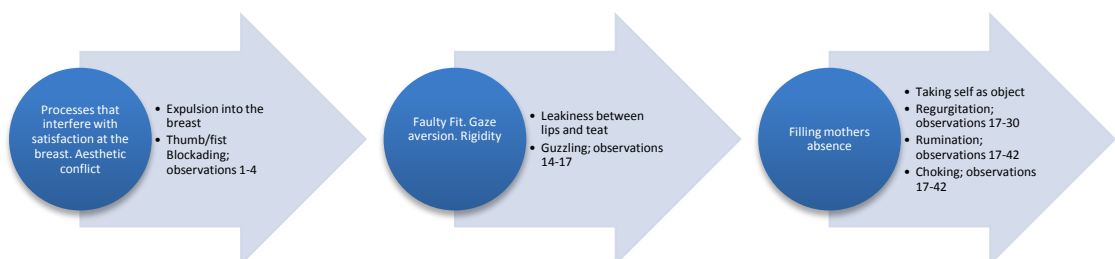 Processes that
interfere with
satisfaction at the
breast. Aesthetic
conflict
• Expulsion into the
breast
• Thumb/fist
Blockading;
observations 1-4
Faulty Fit. Gaze
aversion. Rigidity
• Leakiness between
lips and teat
• Guzzling; observations
14-17
Filling mothers
absence
• Taking self as object
• Regurgitation;
observations 17-30
• Rumination;
observations 17-42
• Choking; observations
17-42